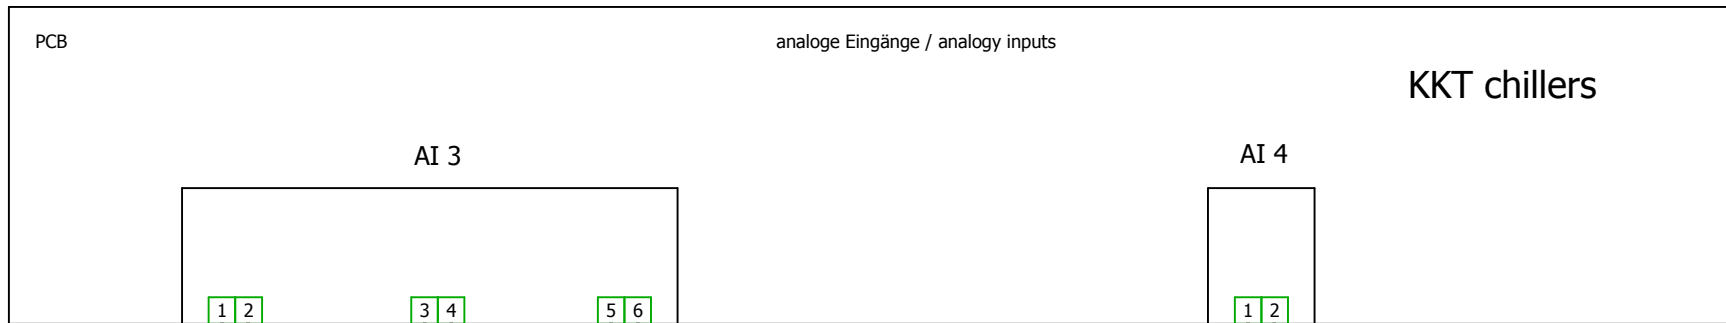 PCB analoge Eingänge / analogy inputs
KKT chillers
AI 3 AI 4
1 2 3 4 5 6 1 2